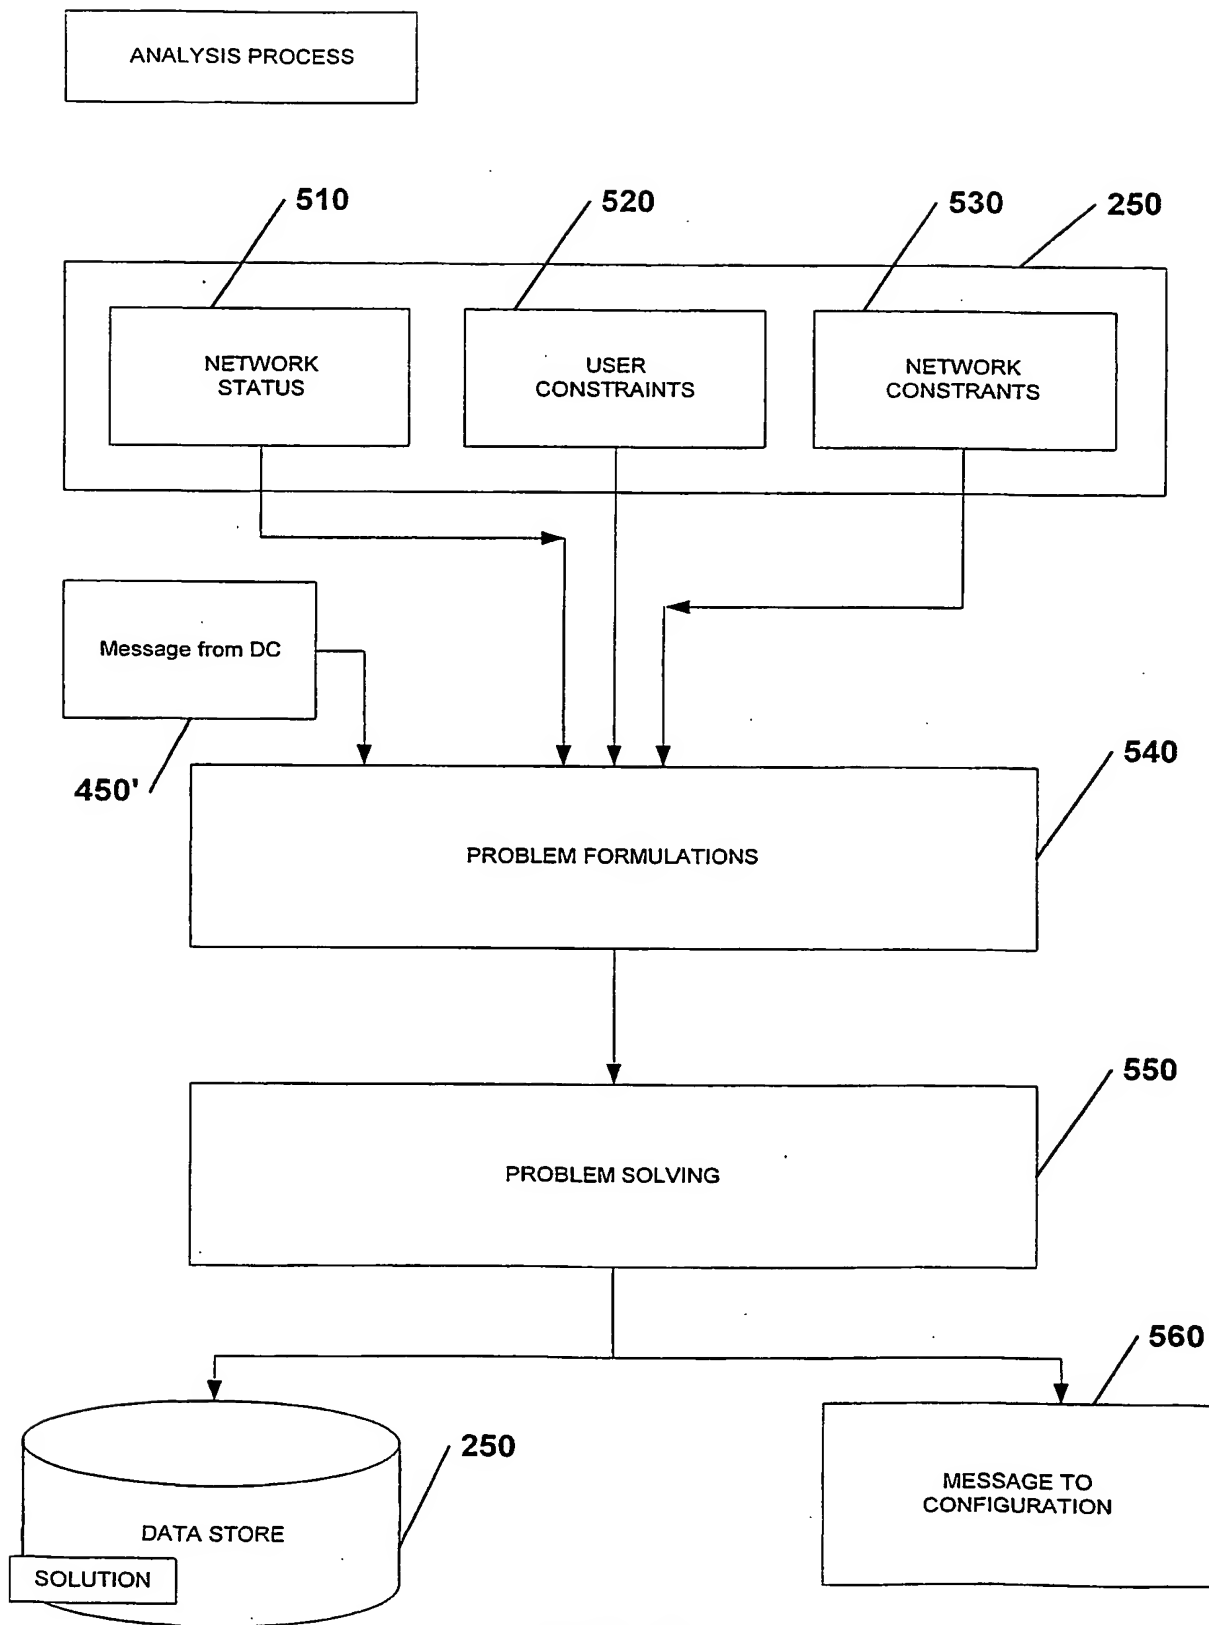 ANALYSIS PROCESS
510
520
530
250
NETWORK
STATUS
USER
CONSTRAINTS
NETWORK
CONSTRANTS
Message from DC
450'
540
PROBLEM FORMULATIONS
550
PROBLEM SOLVING
560
250
DATA STORE
SOLUTION
MESSAGE TO
CONFIGURATION